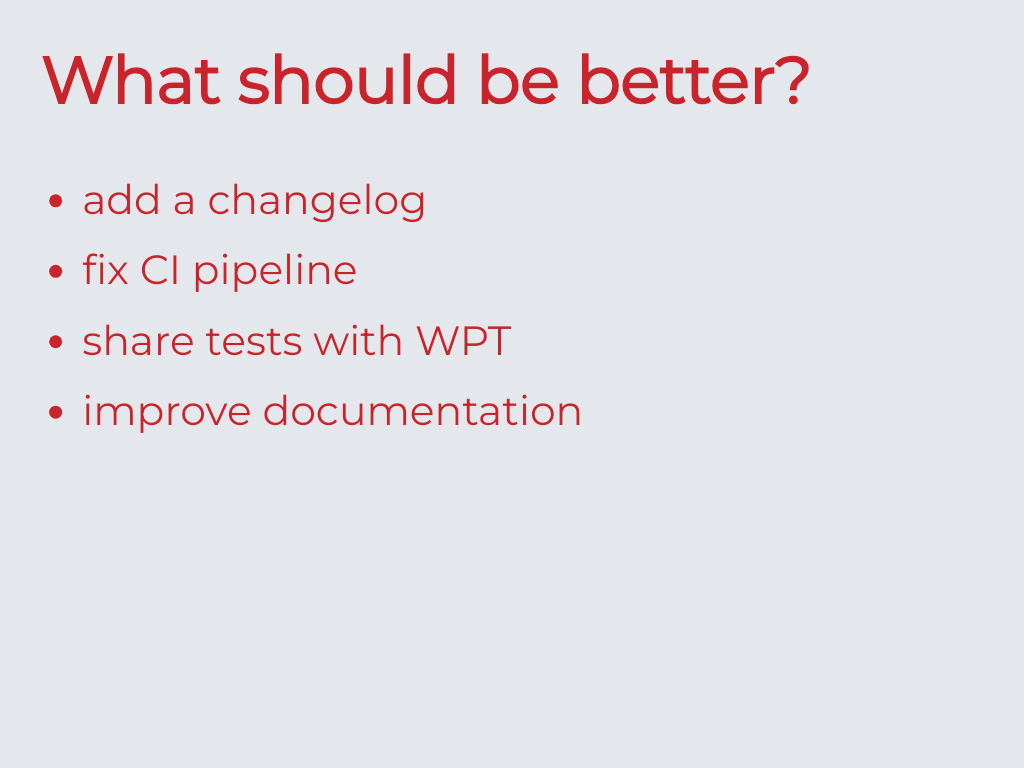 What should be better?
• add a changelog
• fix CI pipeline
• share tests with WPT
• improve documentation